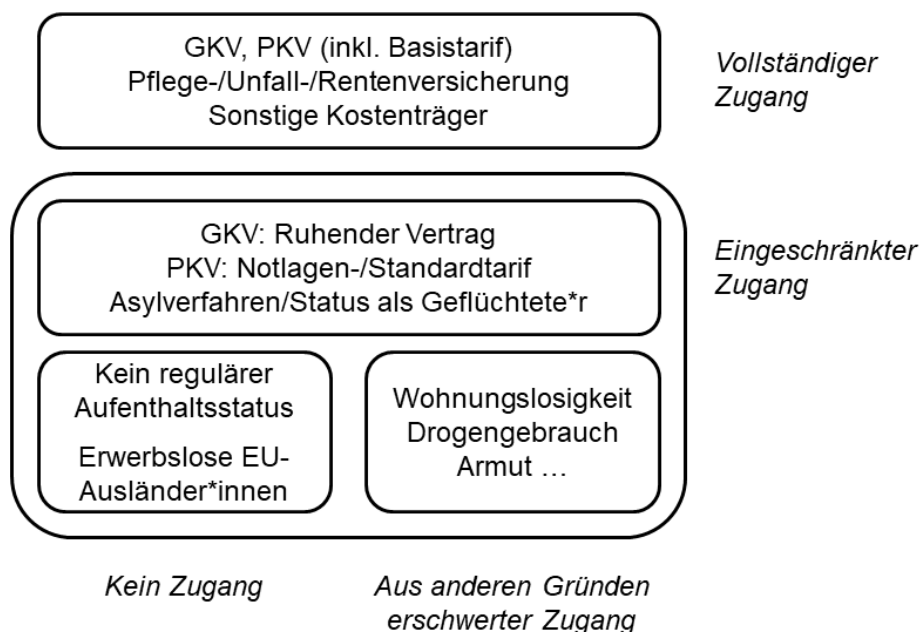 GKV, PKV (inkl. Basistarif)
Pflege-/Unfall-/Rentenversicherung
Sonstige Kostenträger
Vollständiger
Zugang
GKV: Ruhender Vertrag
PKV: Notlagen-/Standardtarif
Asylverfahren/Status als Geflüchtete*r
Eingeschränkter
Zugang
Kein regulärer
Aufenthaltsstatus
Erwerbslose EU-
Ausländer*innen
Wohnungslosigkeit
Drogengebrauch
Armut …
Kein Zugang
Aus anderen Gründen
erschwerter Zugang